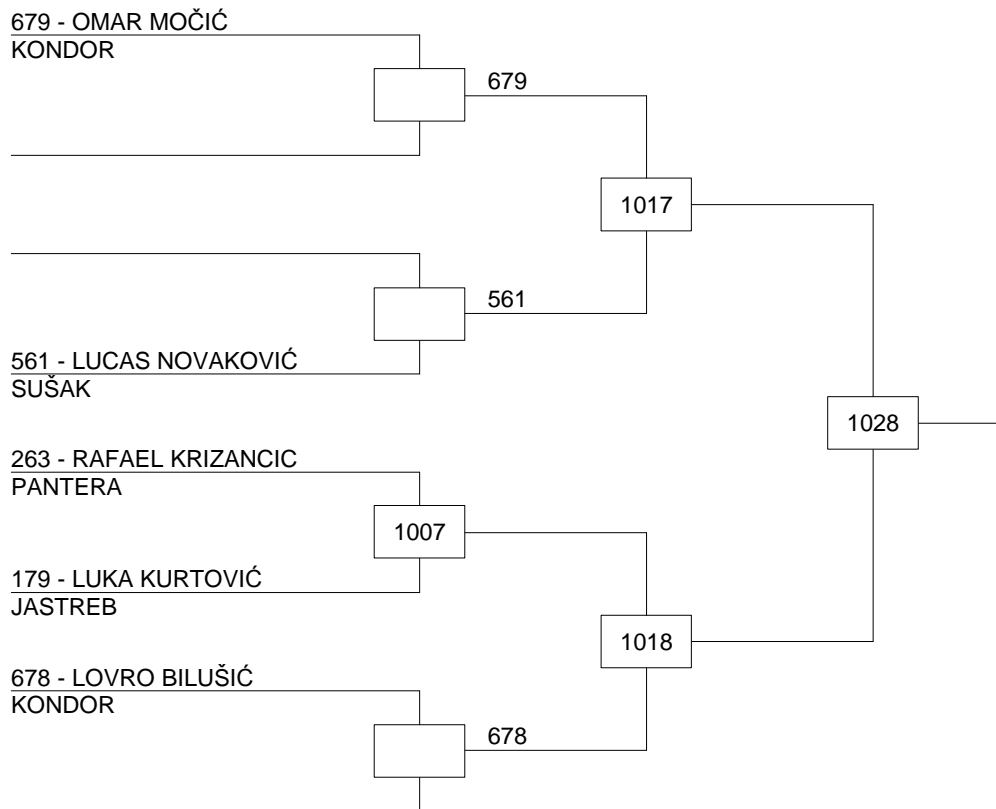 679 - OMAR MOČIĆ
KONDOR
679
1017
561
561 - LUCAS NOVAKOVIĆ
SUŠAK
1028
263 - RAFAEL KRIZANCIC
PANTERA
1007
179 - LUKA KURTOVIĆ
JASTREB
1018
678 - LOVRO BILUŠIĆ
KONDOR
678